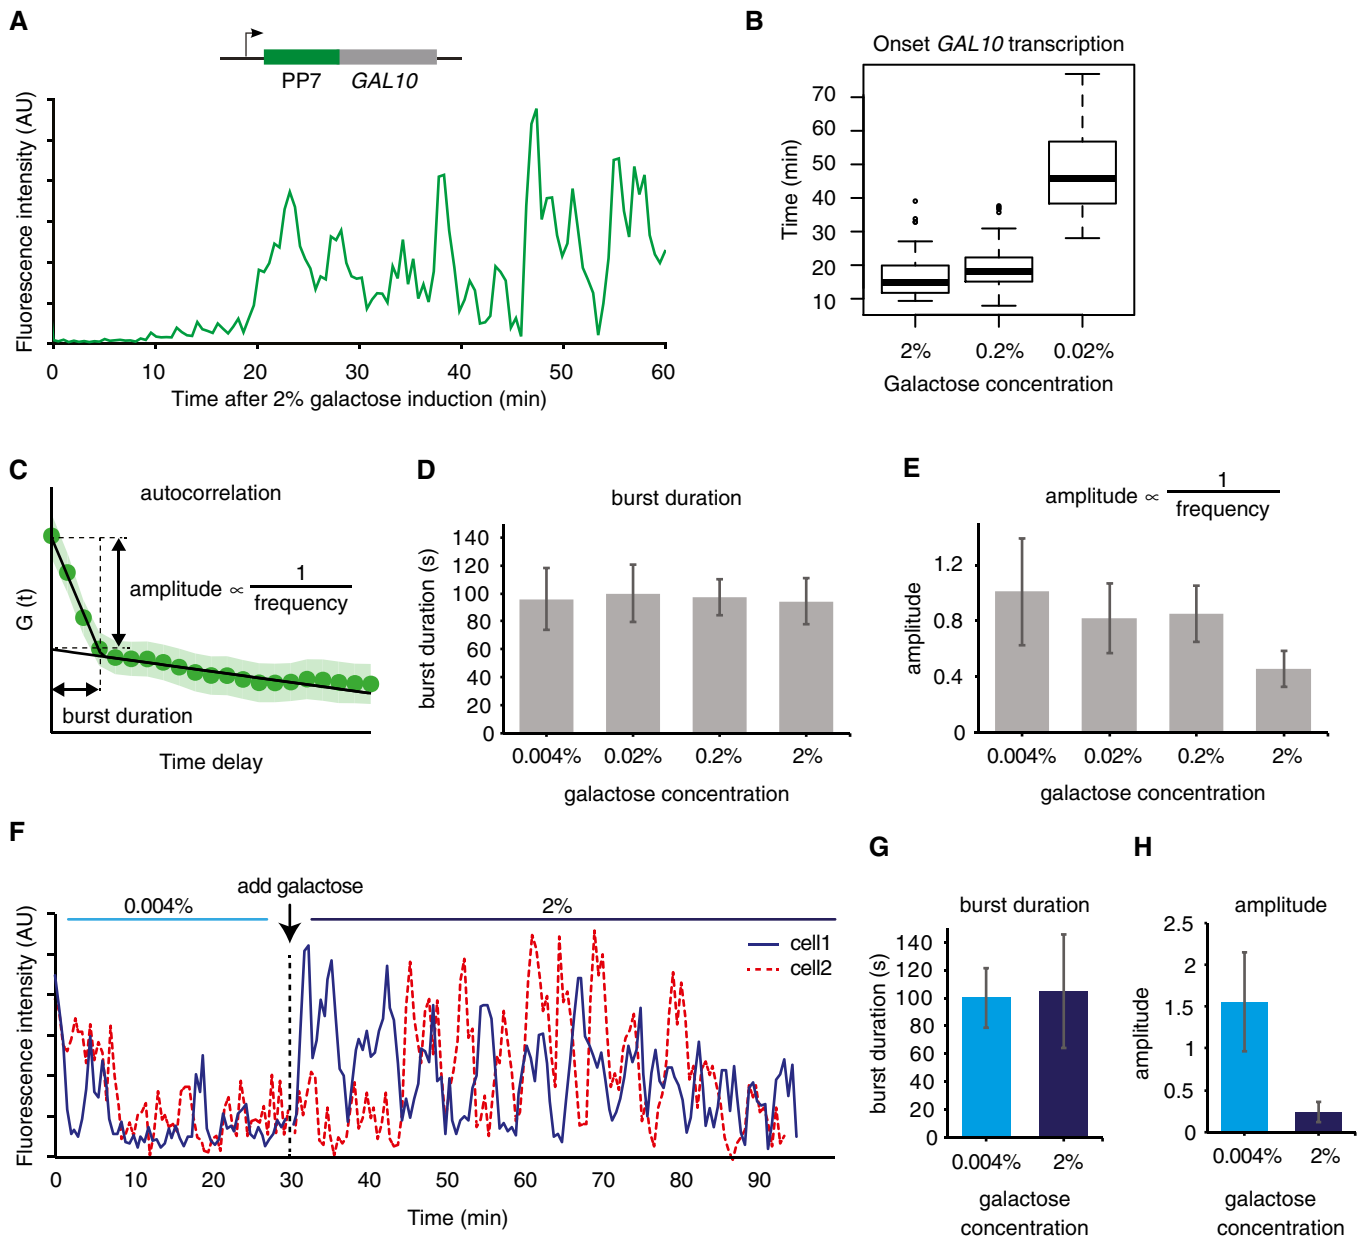 A
PP7 GAL10
Fluorescence intensity (AU)
0 10 20 30 40 50 60
Time after 2% galactose induction (min)
B
Onset GAL10 transcription
Time (min)
70
60
50
40
30
20
10
2% 0.2% 0.02%
Galactose concentration
C
autocorrelation
G (t)
amplitude ∝ 1
frequency
burst duration
Time delay
D
burst duration
burst duration (s)
140
120
100
80
60
40
20
0
0.004% 0.02% 0.2% 2%
galactose concentration
E
amplitude ∝ 1
frequency
amplitude
1.2
0.8
0.4
0
0.004% 0.02% 0.2% 2%
galactose concentration
F
add galactose
0.004% 2%
Fluorescence intensity (AU)
cell1
cell2
0 10 20 30 40 50 60 70 80 90
Time (min)
G
burst duration
burst duration (s)
140
120
100
80
60
40
20
0
0.004% 2%
galactose
concentration
H
amplitude
amplitude
2.5
2
1.5
1
0.5
0
0.004% 2%
galactose
concentration